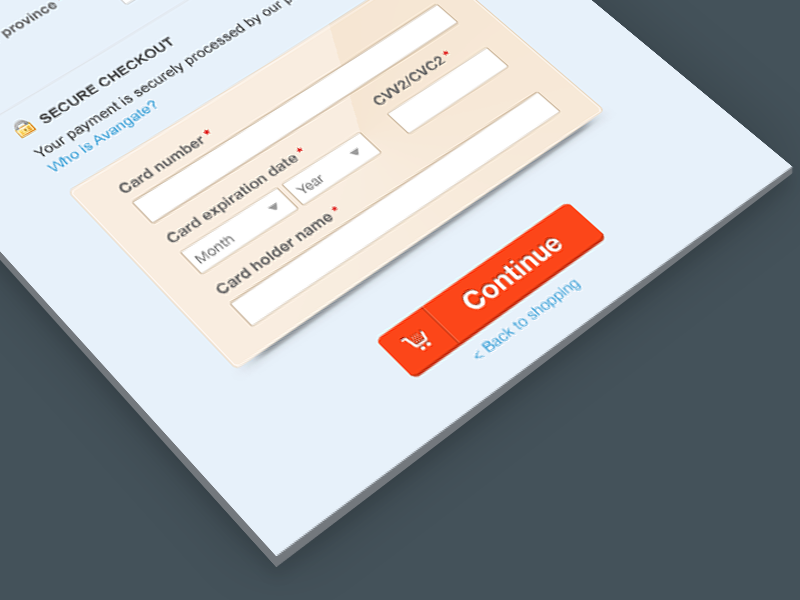 province
SECURE CHECKOUT
Your payment is securely processed by our
Who is Avangate?
Card number *
Card expiration date * CVV2/CVC2 *
Month Year
Card holder name *
Continue
< Back to shopping